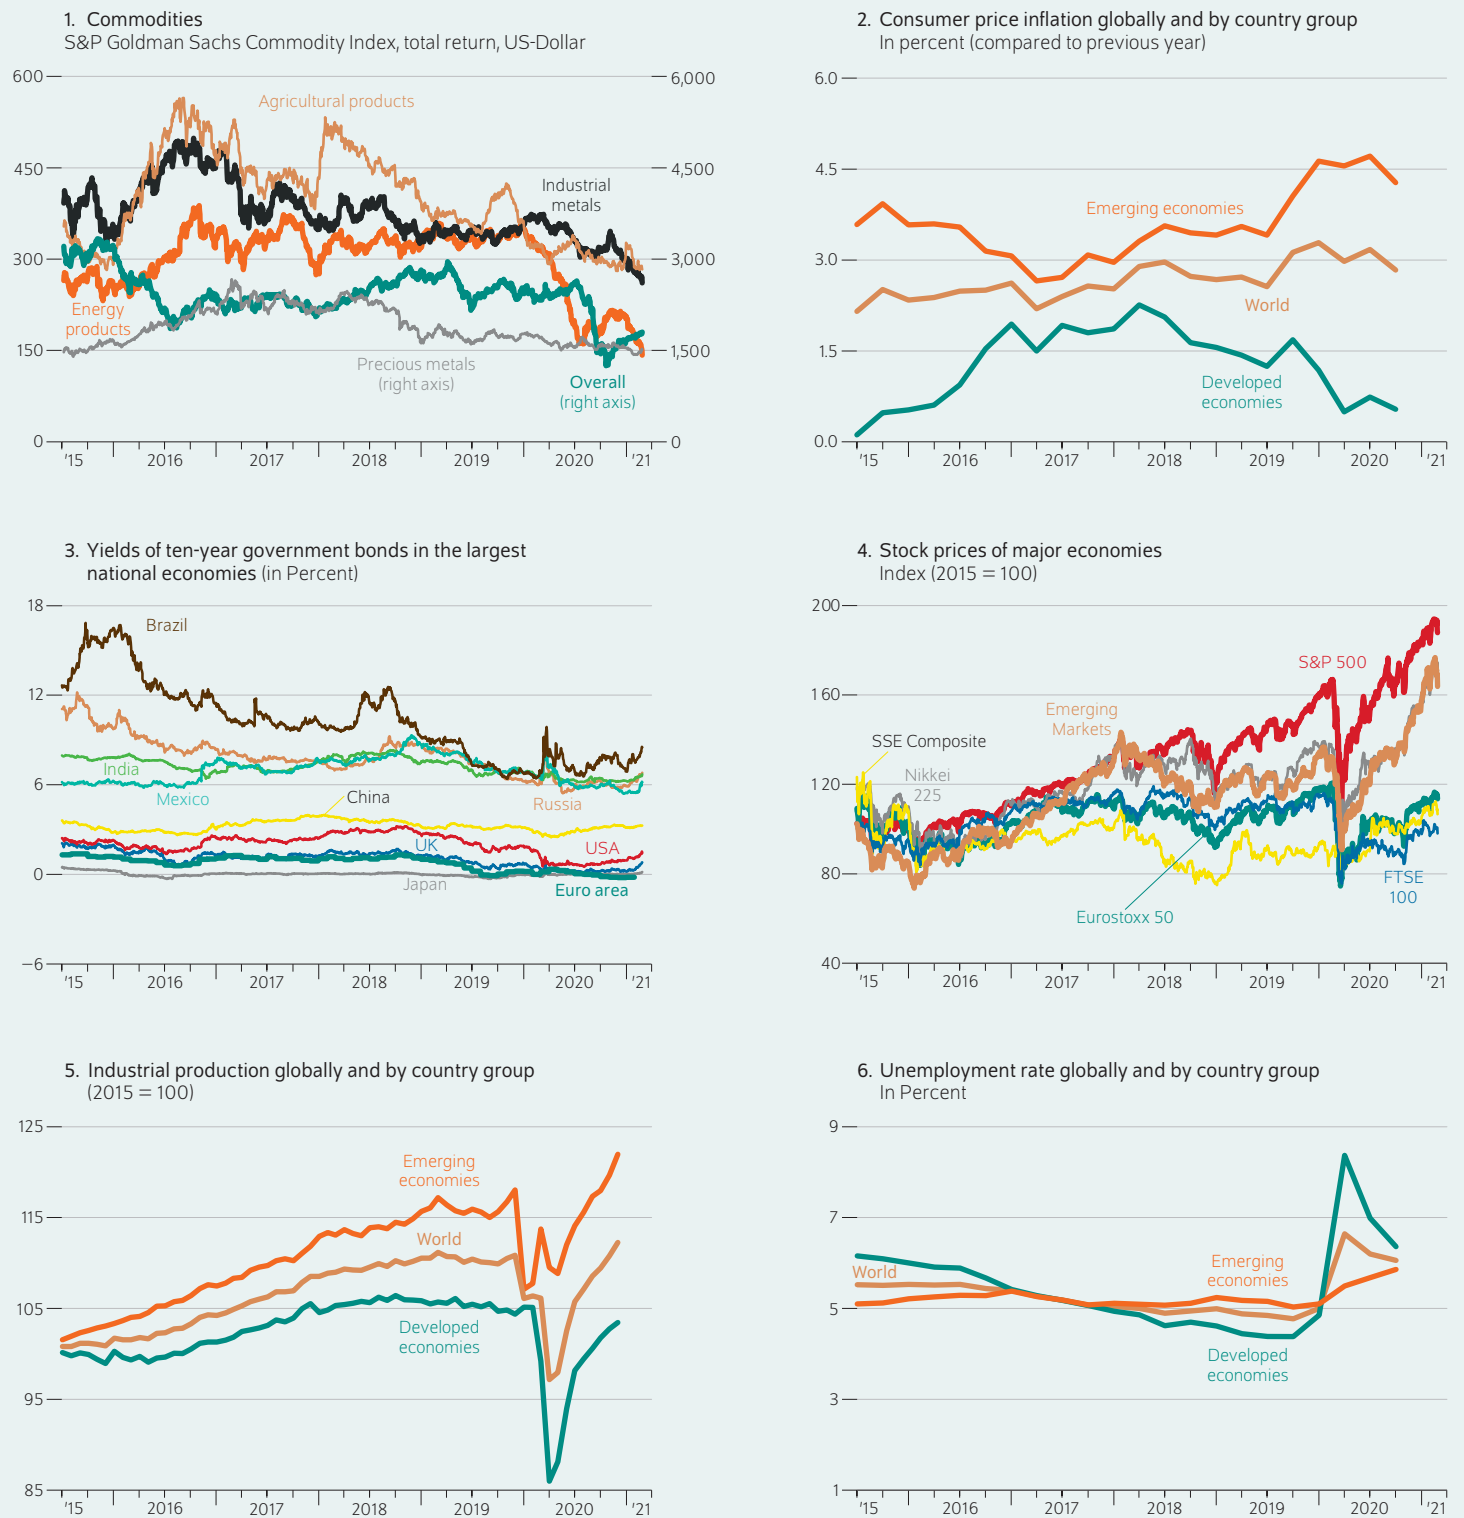 1. Commodities
S&P Goldman Sachs Commodity Index, total return, US-Dollar
600
450
300
150
0
6,000
4,500
3,000
1,500
0
Agricultural products
Industrial
metals
Energy
products
Precious metals
(right axis)
Overall
(right axis)
'15 2016 2017 2018 2019 2020 '21
2. Consumer price inflation globally and by country group
In percent (compared to previous year)
6.0
4.5
3.0
1.5
0.0
Emerging economies
World
Developed
economies
'15 2016 2017 2018 2019 2020 '21
3. Yields of ten-year government bonds in the largest
national economies (in Percent)
18
12
6
0
−6
Brazil
India
Mexico
China
Russia
UK
USA
Japan
Euro area
'15 2016 2017 2018 2019 2020 '21
4. Stock prices of major economies
Index (2015 = 100)
200
160
120
80
40
S&P 500
Emerging
Markets
SSE Composite
Nikkei
225
FTSE
100
Eurostoxx 50
'15 2016 2017 2018 2019 2020 '21
5. Industrial production globally and by country group
(2015 = 100)
125
115
105
95
85
Emerging
economies
World
Developed
economies
'15 2016 2017 2018 2019 2020 '21
6. Unemployment rate globally and by country group
In Percent
9
7
5
3
1
World
Emerging
economies
Developed
economies
'15 2016 2017 2018 2019 2020 '21